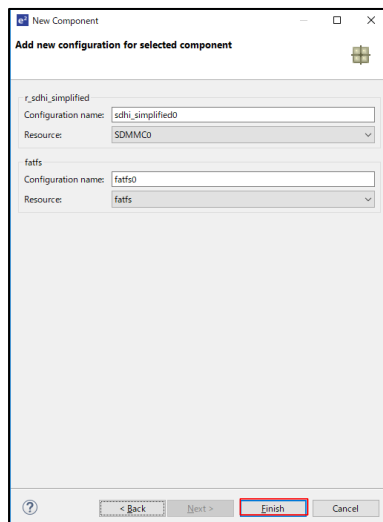 e² New Component
Add new configuration for selected component
r_sdhi_simplified
Configuration name: sdhi_simplified0
Resource: SDMMC0
fatfs
Configuration name: fatfs0
Resource: fatfs
? < Back Next > Finish Cancel